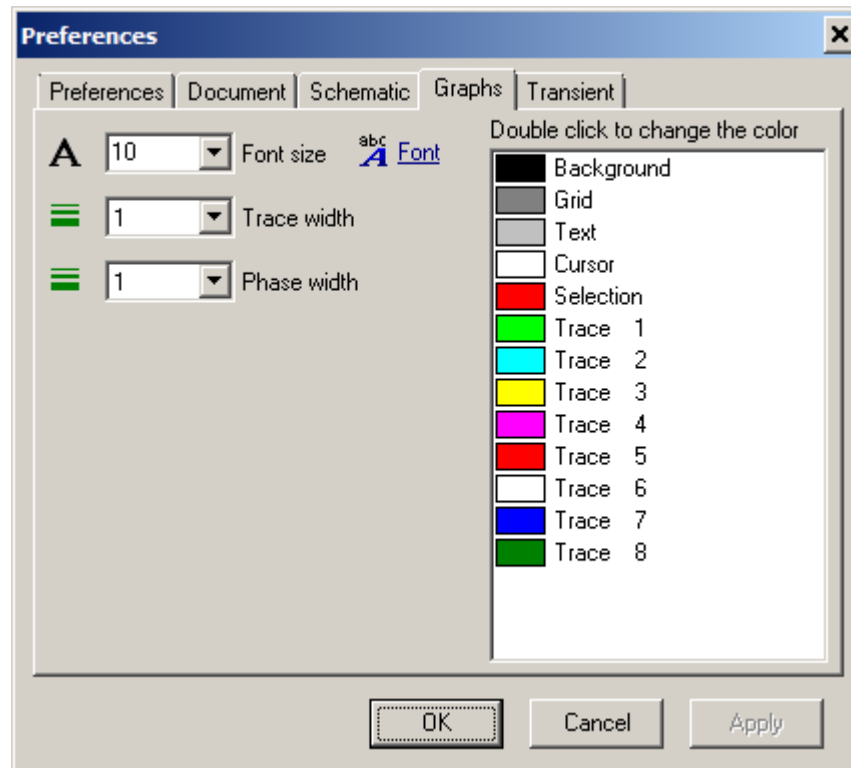 Preferences
Preferences Document Schematic Graphs Transient
A 10 Font size abc A Font
1 Trace width
1 Phase width
Double click to change the color
Background
Grid
Text
Cursor
Selection
Trace 1
Trace 2
Trace 3
Trace 4
Trace 5
Trace 6
Trace 7
Trace 8
OK Cancel Apply